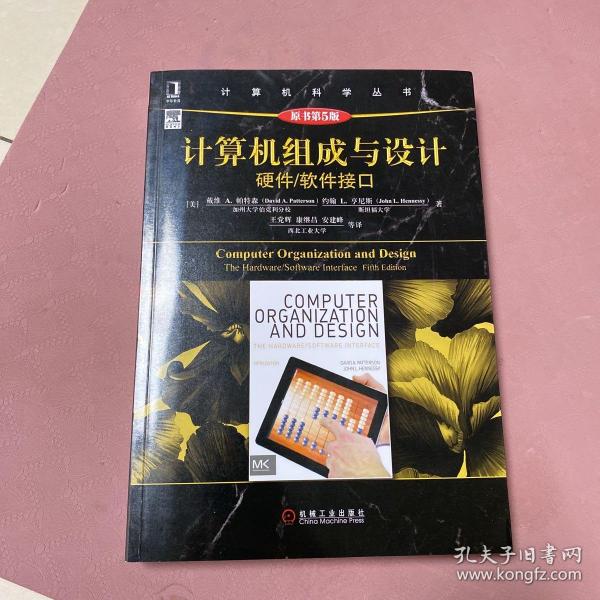 计算机科学丛书
原书第5版
计算机组成与设计
硬件/软件接口
[美] 戴维 A. 帕特森 (David A. Patterson) 约翰 L. 亨尼斯 (John L. Hennessy) 著
加州大学伯克利分校 斯坦福大学
王党辉 康继昌 安建峰 等译
西北工业大学
Computer Organization and Design
The Hardware/Software Interface Fifth Edition
COMPUTER
ORGANIZATION
AND DESIGN
THE HARDWARE/SOFTWARE INTERFACE
FIFTH EDITION
DAVID A. PATTERSON
JOHN L. HENNESSY
MK
机械工业出版社
China Machine Press
孔夫子旧书网
www.kongfz.com